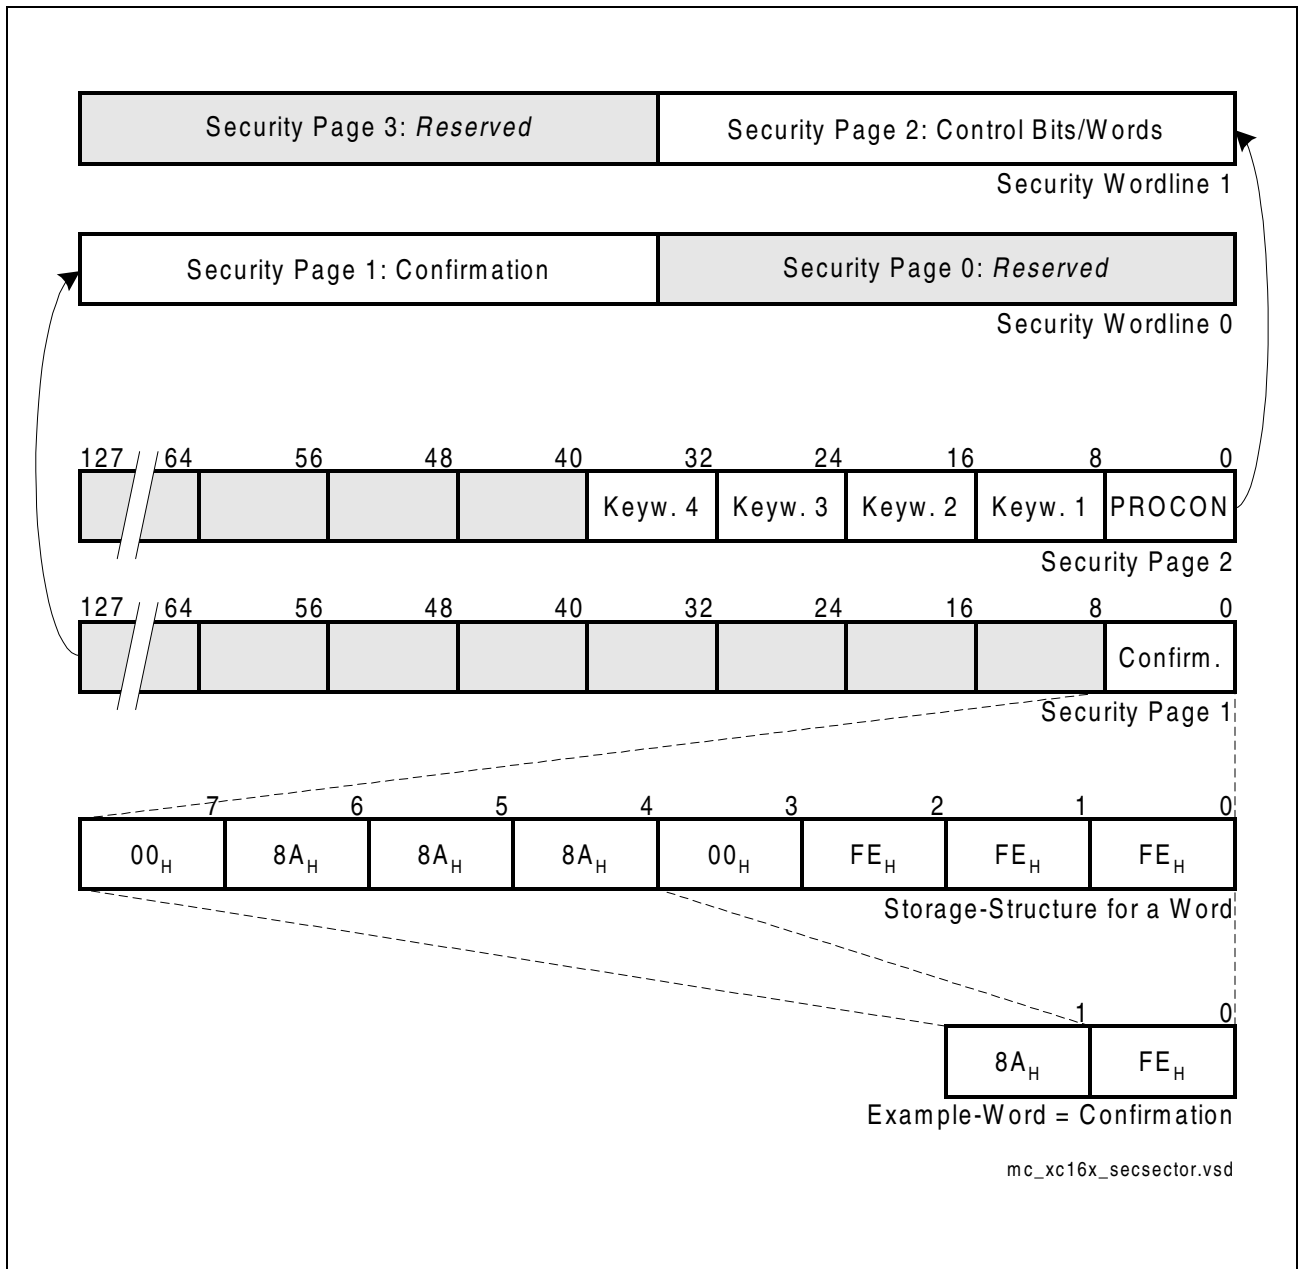 Security Page 3: Reserved Security Page 2: Control Bits/Words
Security Wordline 1
Security Page 1: Confirmation Security Page 0: Reserved
Security Wordline 0
127 64 56 48 40 32 24 16 8 0
Keyw. 4 Keyw. 3 Keyw. 2 Keyw. 1 PROCON
Security Page 2
127 64 56 48 40 32 24 16 8 0
Confirm.
Security Page 1
7 6 5 4 3 2 1 0
00H 8AH 8AH 8AH 00H FEH FEH FEH
Storage-Structure for a Word
1 0
8AH FEH
Example-Word = Confirmation
mc_xc16x_secsector.vsd